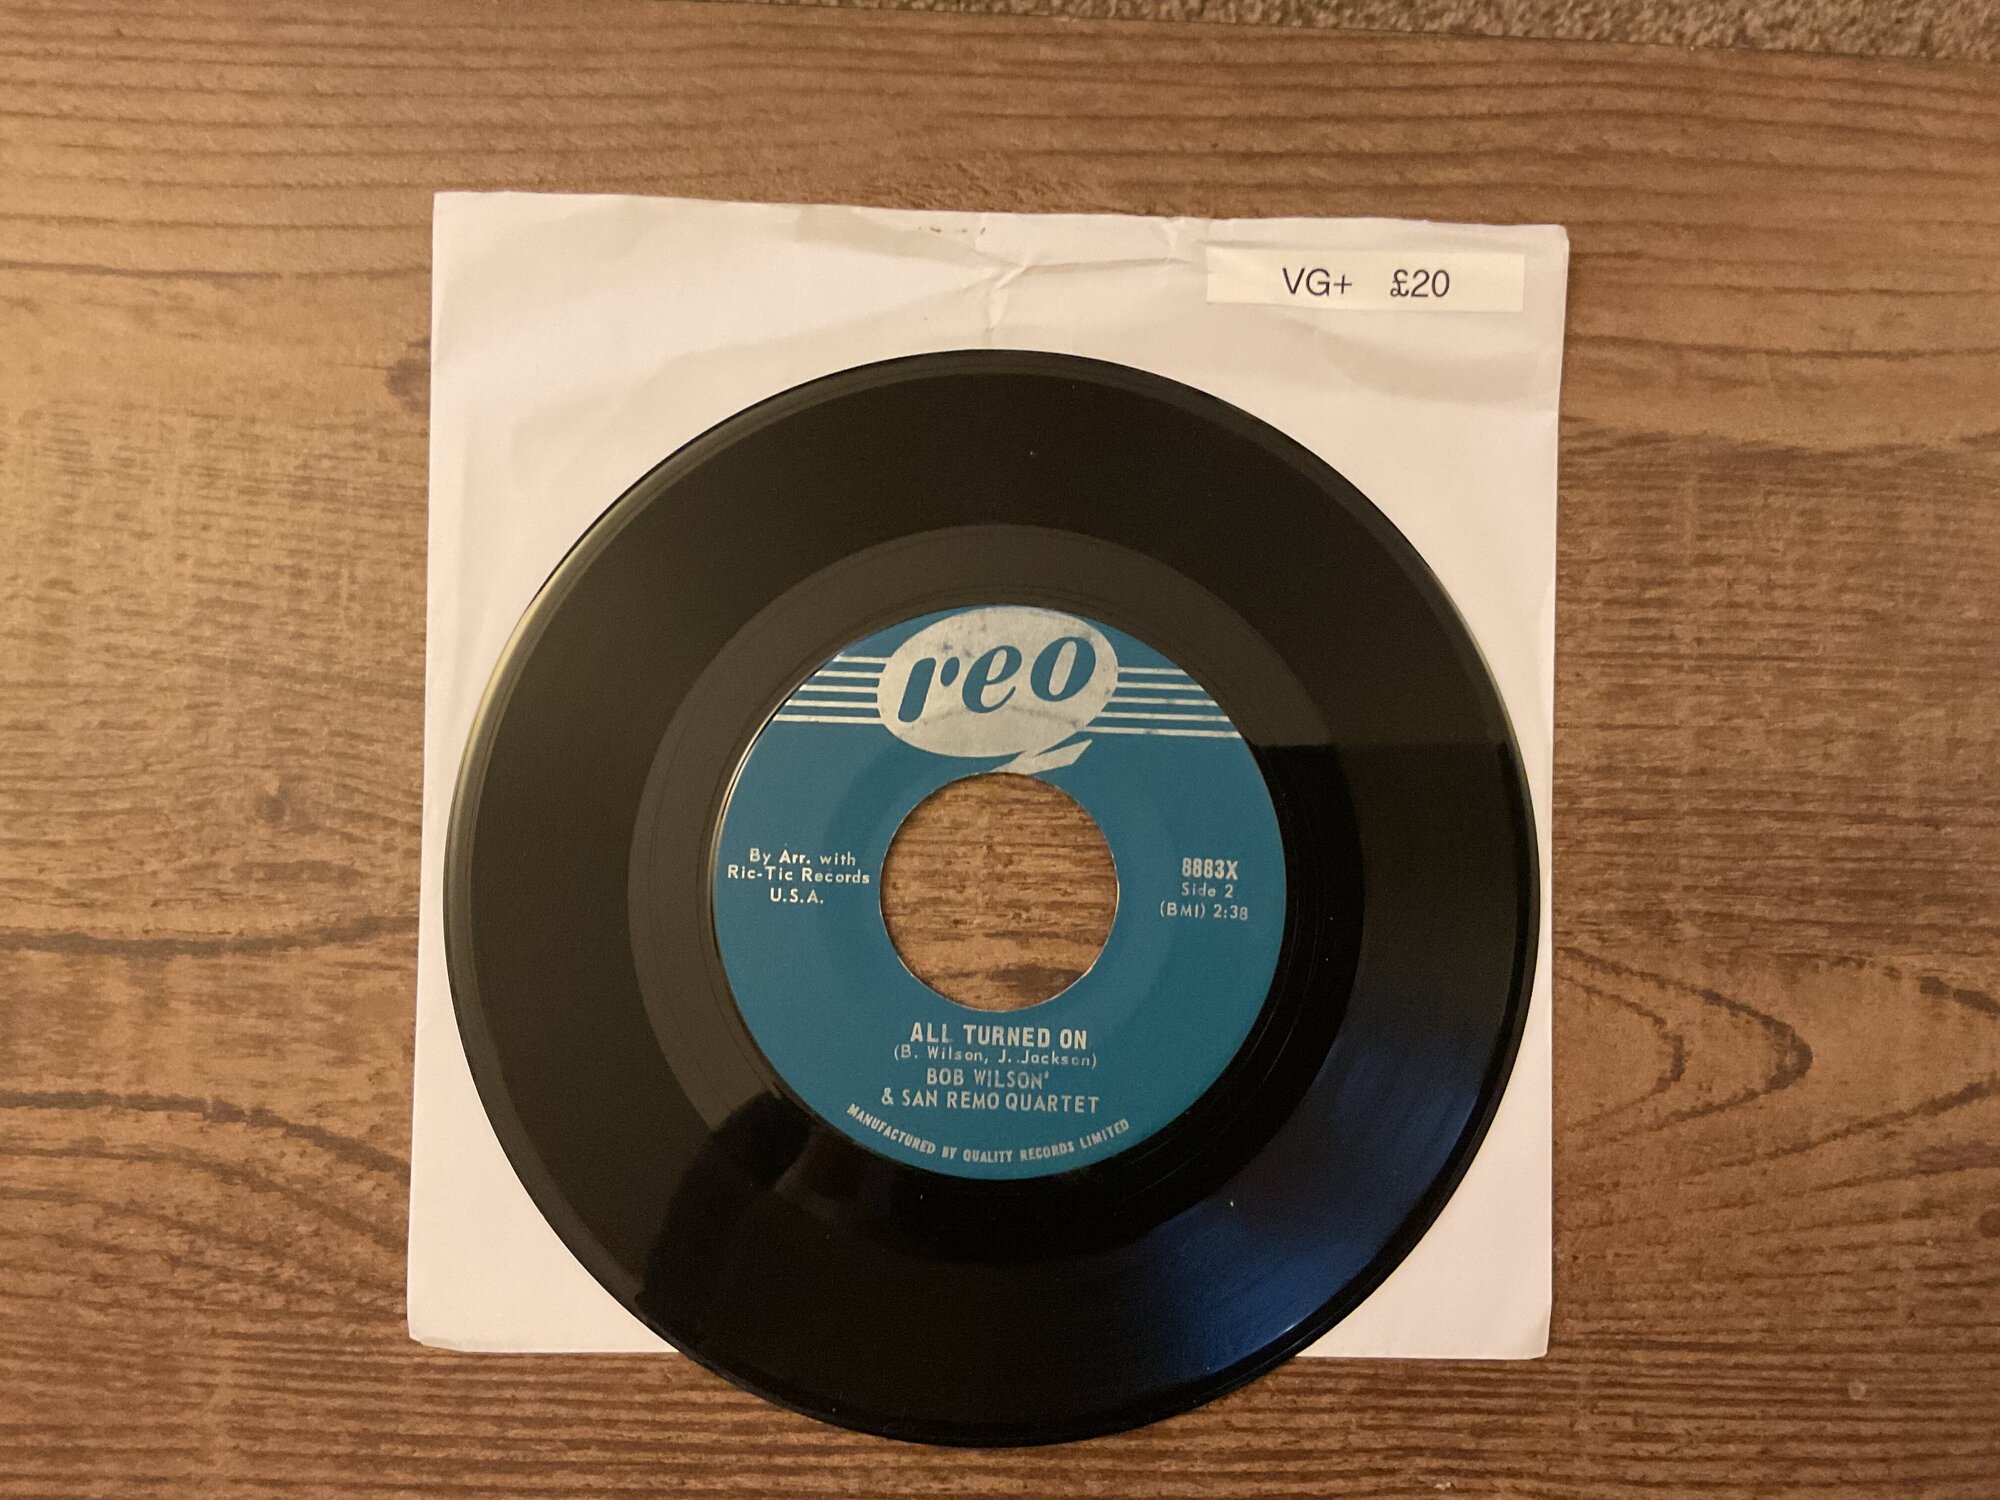 VG+ £20
reo
By Arr. with
Ric-Tic Records
U.S.A.
8883X
Side 2
(BMI) 2:38
ALL TURNED ON
(B. Wilson, J. Jackson)
BOB WILSON'
& SAN REMO QUARTET
MANUFACTURED BY QUALITY RECORDS LIMITED